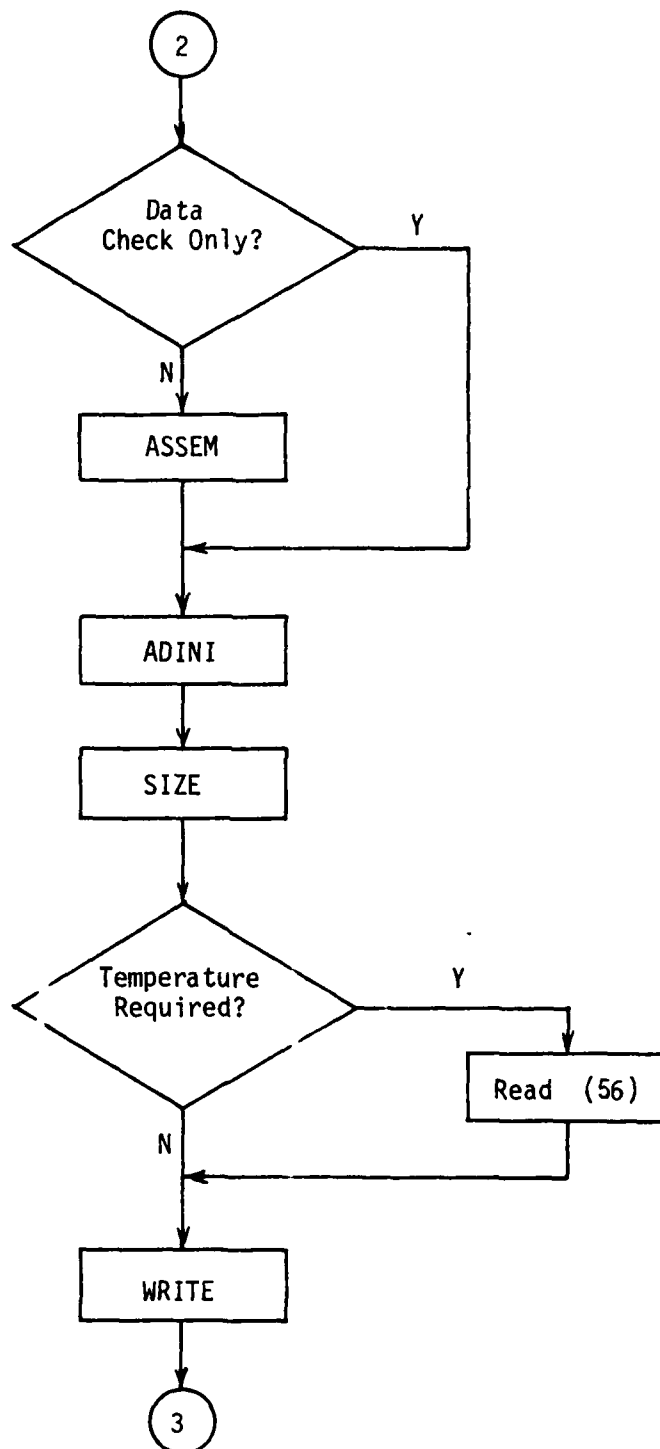 2
Data
Check Only?
Y
N
ASSEM
ADINI
SIZE
Temperature
Required?
Y
Read (56)
N
WRITE
3